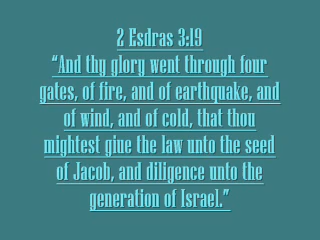 2 Esdras 3:19
“And thy glory went through four
gates, of fire, and of earthquake, and
of wind, and of cold, that thou
mightest giue the law unto the seed
of Jacob, and diligence unto the
generation of Israel.”